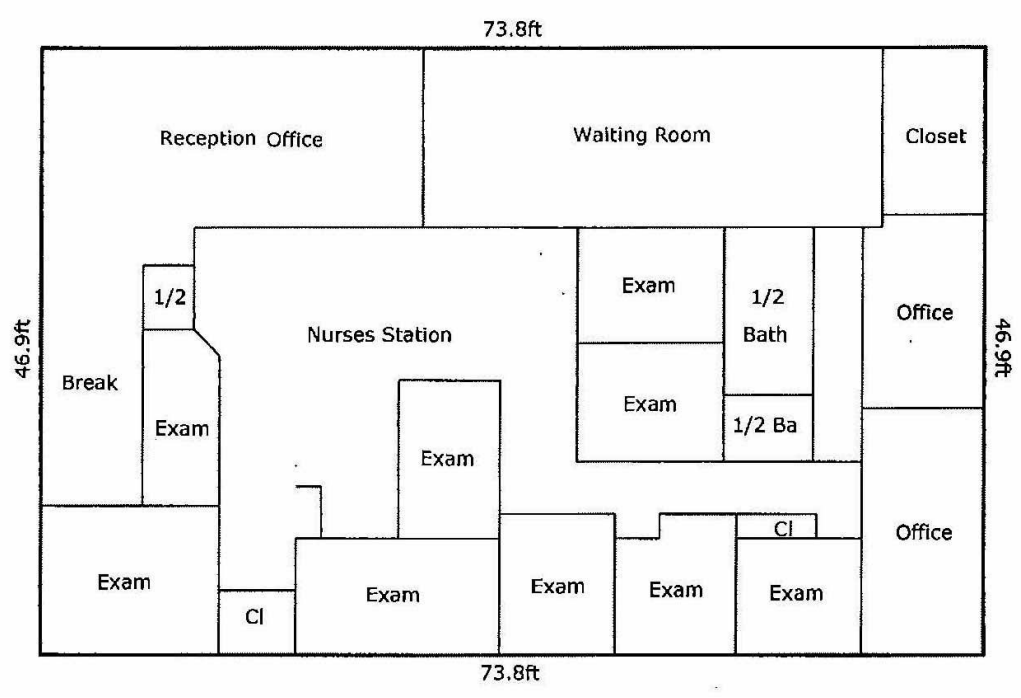 73.8ft
Reception Office
Waiting Room
Closet
1/2
Exam
1/2
Bath
Office
Nurses Station
46.9ft
46.9ft
Break
Exam
Exam
1/2 Ba
Exam
Cl
Office
Exam
Exam
Exam
Exam
Exam
Cl
73.8ft